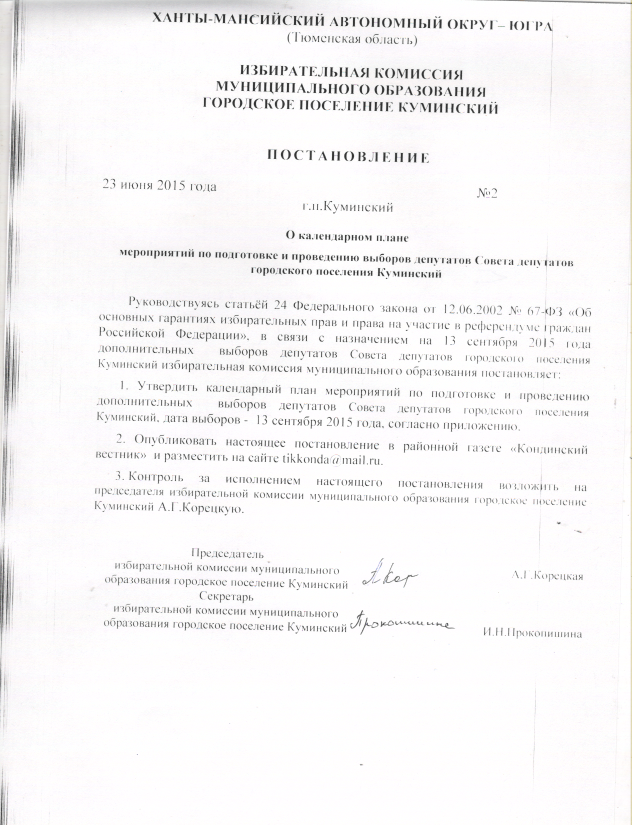 ХАНТЫ-МАНСИЙСКИЙ АВТОНОМНЫЙ ОКРУГ– ЮГРА
(Тюменская область)
ИЗБИРАТЕЛЬНАЯ КОМИССИЯ
МУНИЦИПАЛЬНОГО ОБРАЗОВАНИЯ
ГОРОДСКОЕ ПОСЕЛЕНИЕ КУМИНСКИЙ
ПОСТАНОВЛЕНИЕ
23 июня 2015 года №2
г.п.Куминский
О календарном плане
мероприятий по подготовке и проведению выборов депутатов Совета депутатов
городского поселения Куминский
Руководствуясь статьёй 24 Федерального закона от 12.06.2002 № 67-ФЗ «Об
основных гарантиях избирательных прав и права на участие в референдуме граждан
Российской Федерации», в связи с назначением на 13 сентября 2015 года
дополнительных выборов депутатов Совета депутатов городского поселения
Куминский избирательная комиссия муниципального образования постановляет:
1. Утвердить календарный план мероприятий по подготовке и проведению
дополнительных выборов депутатов Совета депутатов городского поселения
Куминский, дата выборов - 13 сентября 2015 года, согласно приложению.
2. Опубликовать настоящее постановление в районной газете «Кондинский
вестник» и разместить на сайте tikkonda@mail.ru.
3. Контроль за исполнением настоящего постановления возложить на
председателя избирательной комиссии муниципального образования городское поселение
Куминский А.Г.Корецкую.
Председатель
избирательной комиссии муниципального
образования городское поселение Куминский А.Г.Корецкая
Секретарь
избирательной комиссии муниципального
образования городское поселение Куминский И.Н.Прокопишина